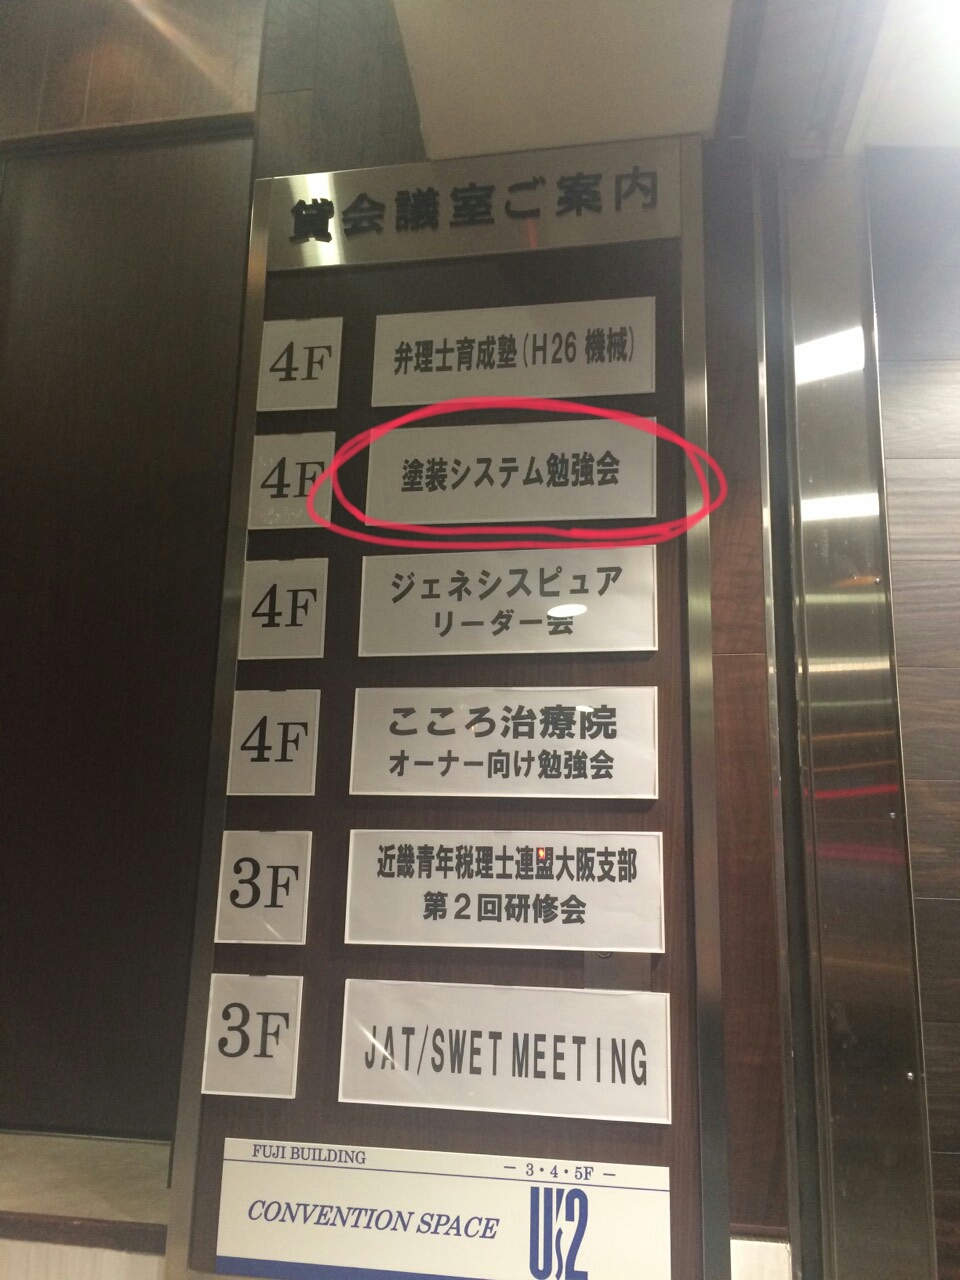 貸会議室ご案内
4F
弁理士育成塾(H26 機械)
4F
塗装システム勉強会
4F
ジェネシスピュア
リーダー会
4F
こころ治療院
オーナー向け勉強会
3F
近畿青年税理士連盟大阪支部
第2回研修会
3F
JAT/SWET MEETING
FUJI BUILDING
— 3・4・5F —
CONVENTION SPACE
U's2